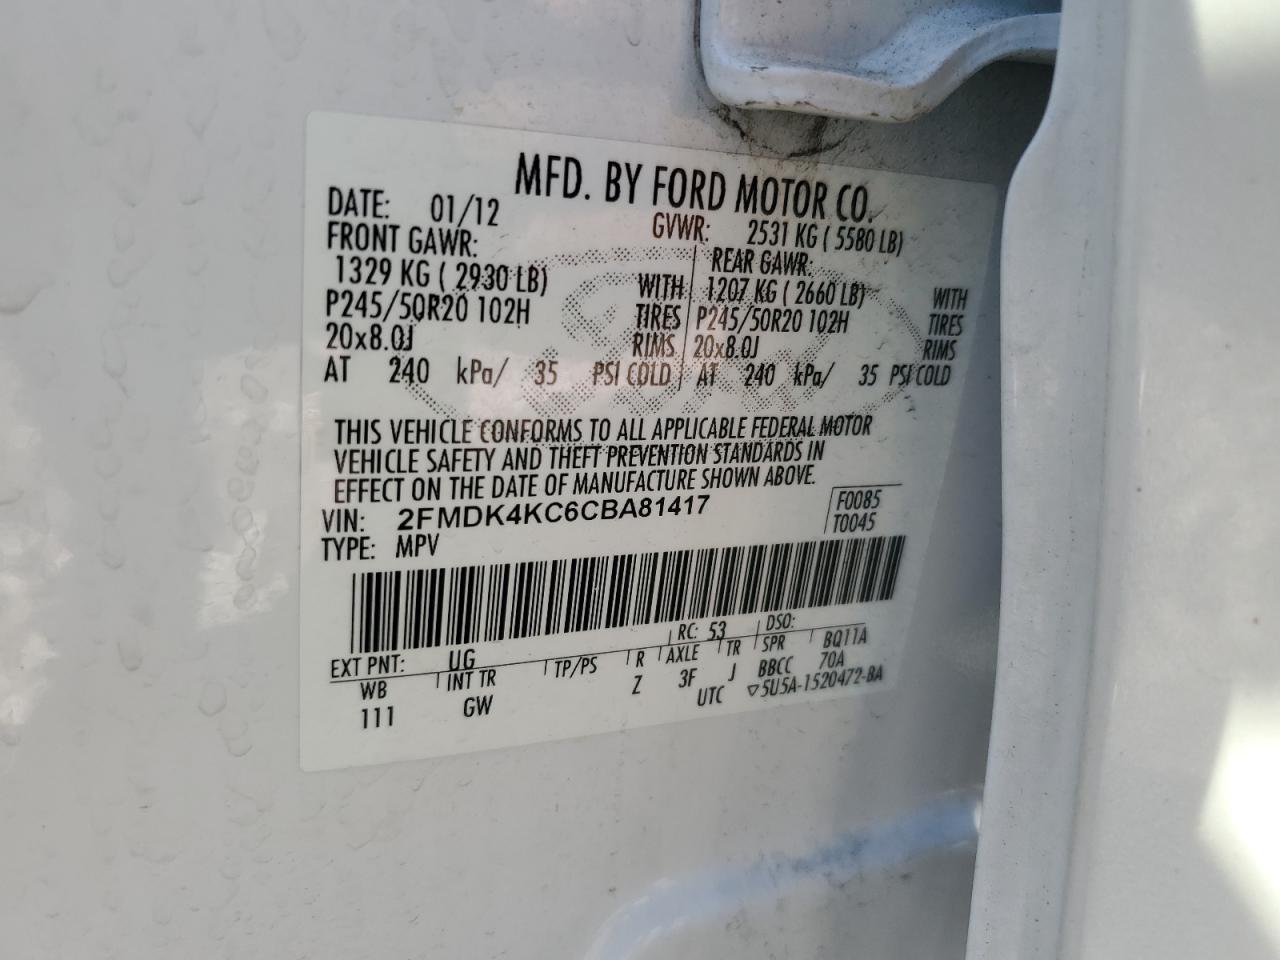 MFD. BY FORD MOTOR CO.
DATE: 01/12 GVWR: 2531 KG ( 5580 LB)
FRONT GAWR: REAR GAWR:
1329 KG ( 2930 LB) WITH 1207 KG ( 2660 LB) WITH
P245/50R20 102H TIRES P245/50R20 102H TIRES
20x8.0J RIMS 20x8.0J RIMS
AT 240 kPa/ 35 PSI COLD AT 240 kPa/ 35 PSI COLD
THIS VEHICLE CONFORMS TO ALL APPLICABLE FEDERAL MOTOR
VEHICLE SAFETY AND THEFT PREVENTION STANDARDS IN
EFFECT ON THE DATE OF MANUFACTURE SHOWN ABOVE.
VIN: 2FMDK4KC6CBA81417 F0085
TYPE: MPV T0045
EXT PNT: UG RC: 53 DSO:
WB INT TR TP/PS R AXLE TR SPR BQ11A
111 GW Z 3F J BBCC 70A
UTC ▽5U5A-1520472-BA